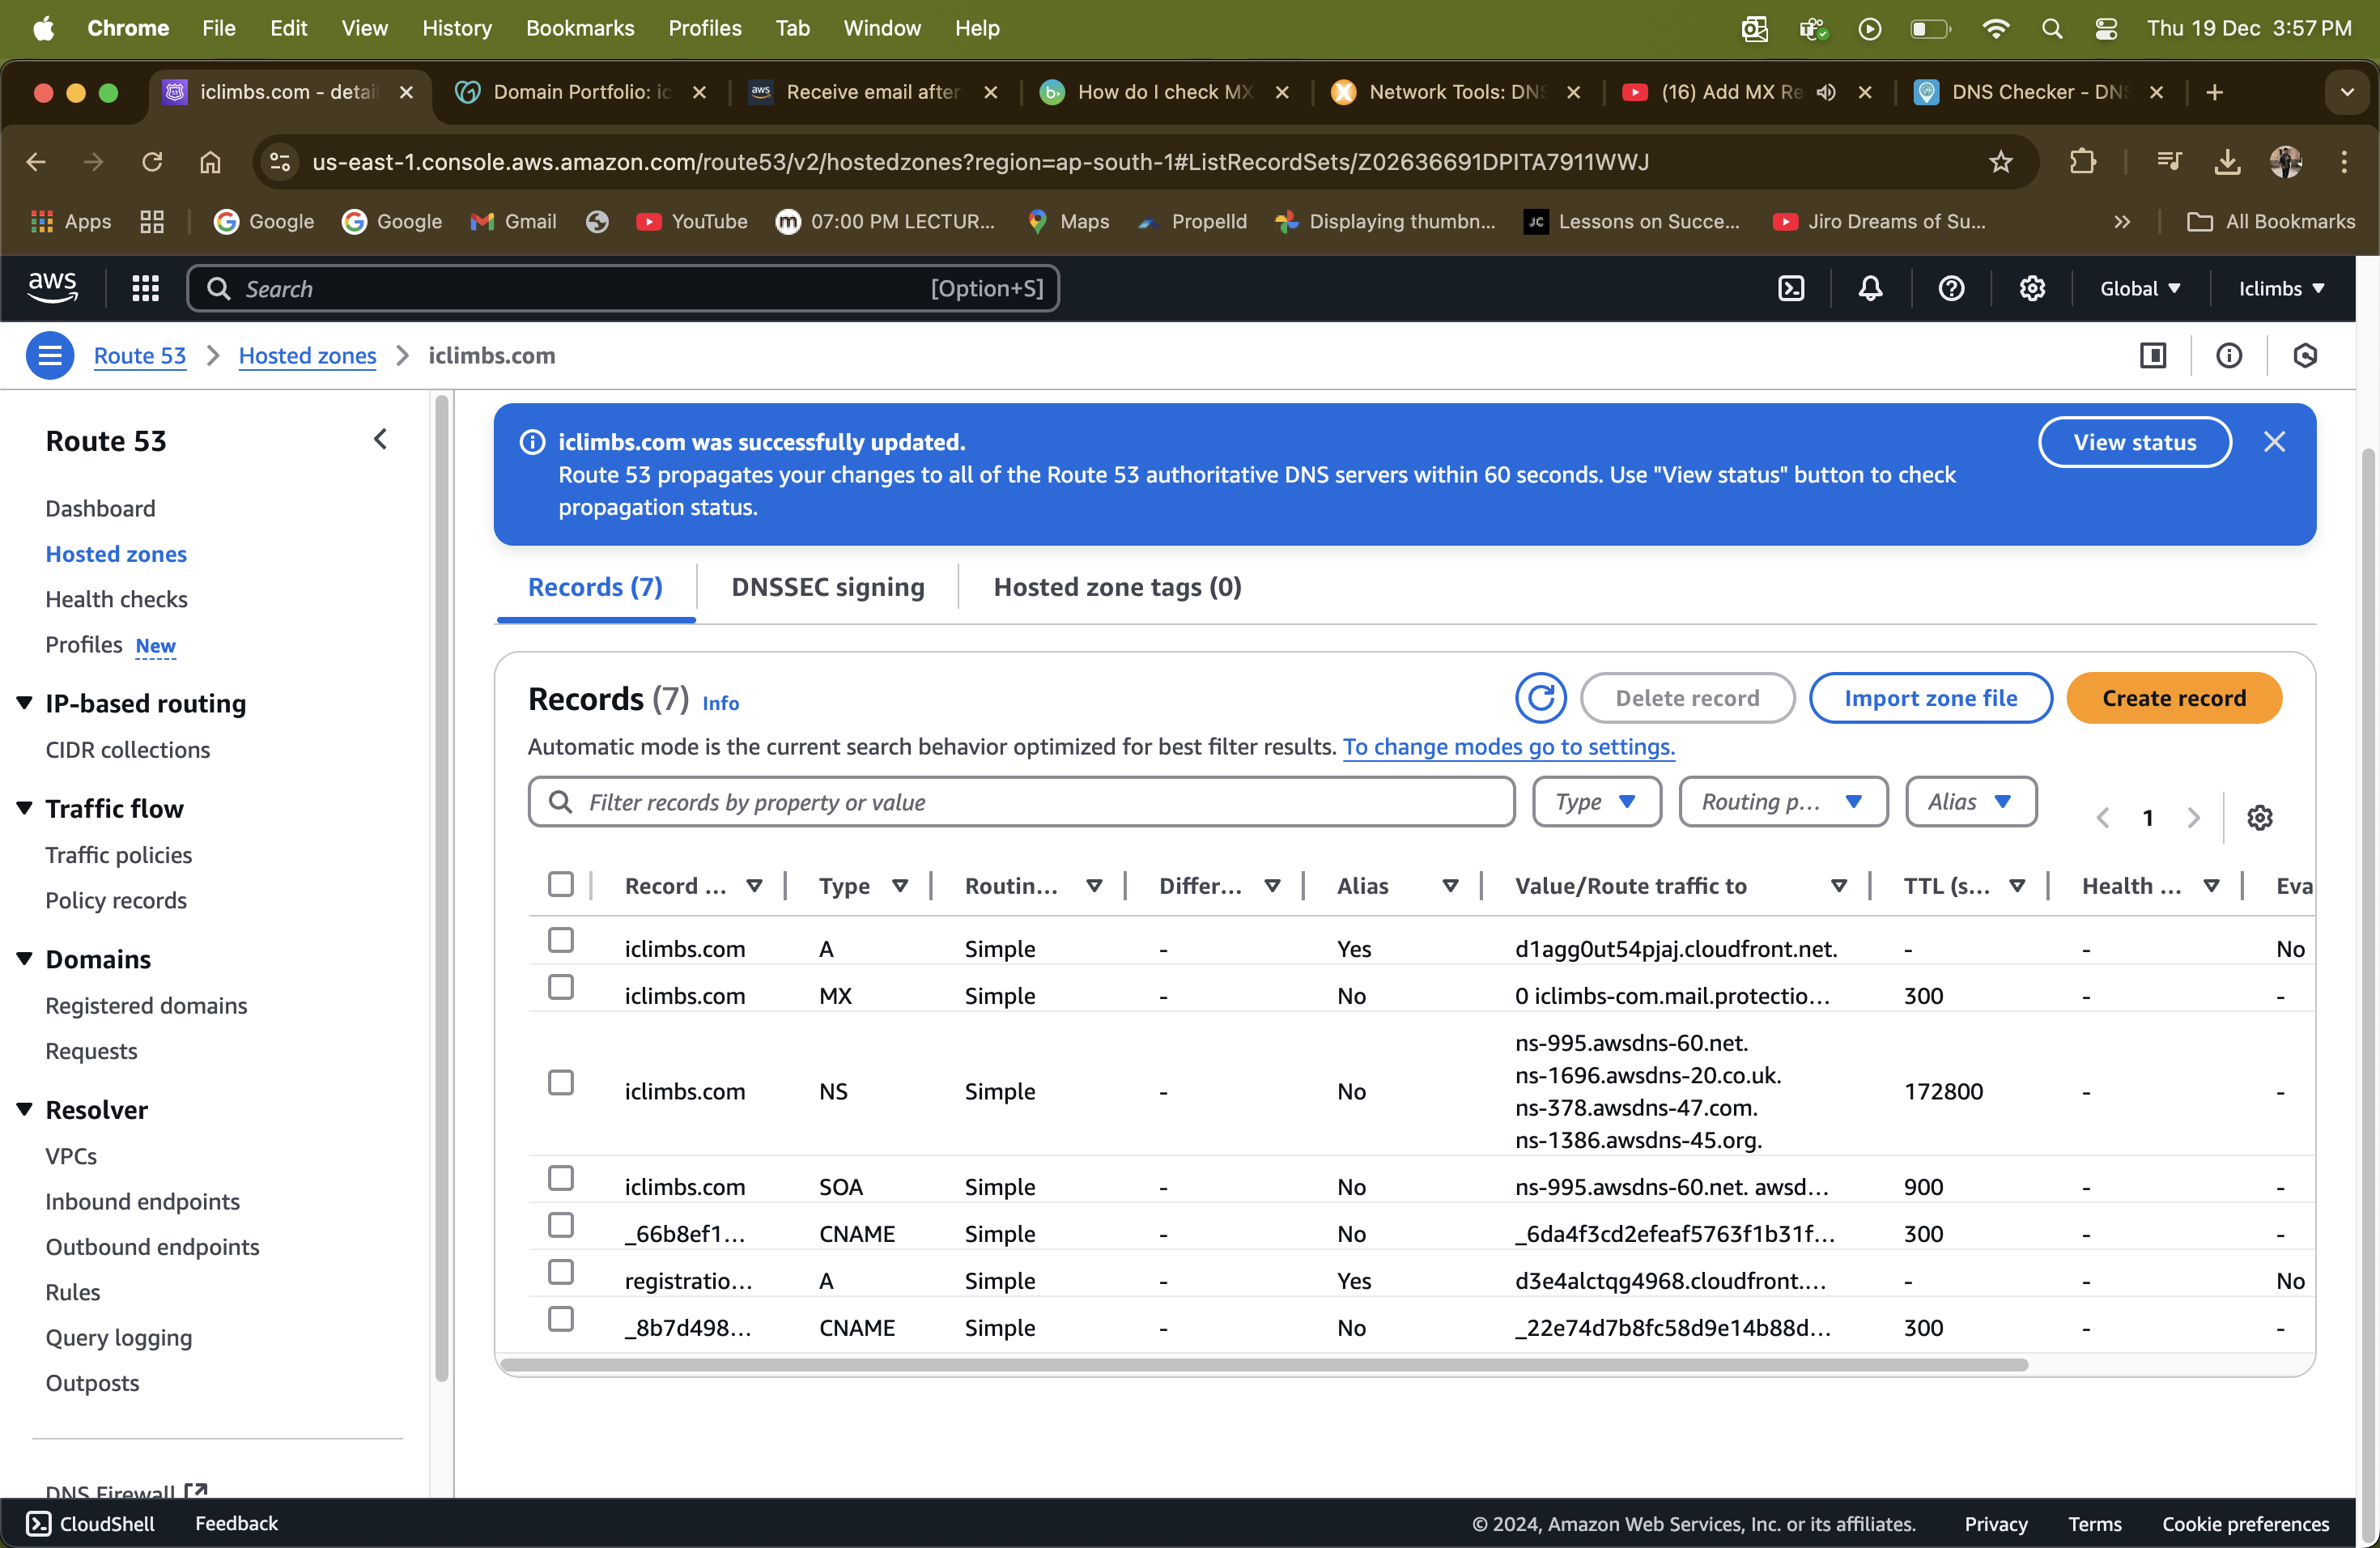 Chrome File Edit View History Bookmarks Profiles Tab Window Help Thu 19 Dec 3:57 PM
iclimbs.com - detai Domain Portfolio: ic aws Receive email after How do I check MX Network Tools: DNS (16) Add MX Re DNS Checker - DNS
us-east-1.console.aws.amazon.com/route53/v2/hostedzones?region=ap-south-1#ListRecordSets/Z02636691DPITA7911WWJ
Apps Google Google Gmail YouTube 07:00 PM LECTUR... Maps Propelld Displaying thumbn... JC Lessons on Succe... Jiro Dreams of Su... All Bookmarks
aws Search [Option+S] Global Iclimbs
Route 53 Hosted zones iclimbs.com
Route 53
Dashboard
Hosted zones
Health checks
Profiles New
IP-based routing
CIDR collections
Traffic flow
Traffic policies
Policy records
Domains
Registered domains
Requests
Resolver
VPCs
Inbound endpoints
Outbound endpoints
Rules
Query logging
Outposts
DNS Firewall
iclimbs.com was successfully updated. View status
Route 53 propagates your changes to all of the Route 53 authoritative DNS servers within 60 seconds. Use "View status" button to check
propagation status.
Records (7) DNSSEC signing Hosted zone tags (0)
Records (7) Info Delete record Import zone file Create record
Automatic mode is the current search behavior optimized for best filter results. To change modes go to settings.
Filter records by property or value Type Routing p... Alias 1
Record ... Type Routin... Differ... Alias Value/Route traffic to TTL (s... Health ... Eva
iclimbs.com A Simple - Yes d1agg0ut54pjaj.cloudfront.net. - - No
iclimbs.com MX Simple - No 0 iclimbs-com.mail.protectio... 300 - -
ns-995.awsdns-60.net.
ns-1696.awsdns-20.co.uk.
iclimbs.com NS Simple - No 172800 - -
ns-378.awsdns-47.com.
ns-1386.awsdns-45.org.
iclimbs.com SOA Simple - No ns-995.awsdns-60.net. awsd... 900 - -
_66b8ef1... CNAME Simple - No _6da4f3cd2efeaf5763f1b31f... 300 - -
registratio... A Simple - Yes d3e4alctqg4968.cloudfront.... - - No
_8b7d498... CNAME Simple - No _22e74d7b8fc58d9e14b88d... 300 - -
CloudShell Feedback © 2024, Amazon Web Services, Inc. or its affiliates. Privacy Terms Cookie preferences